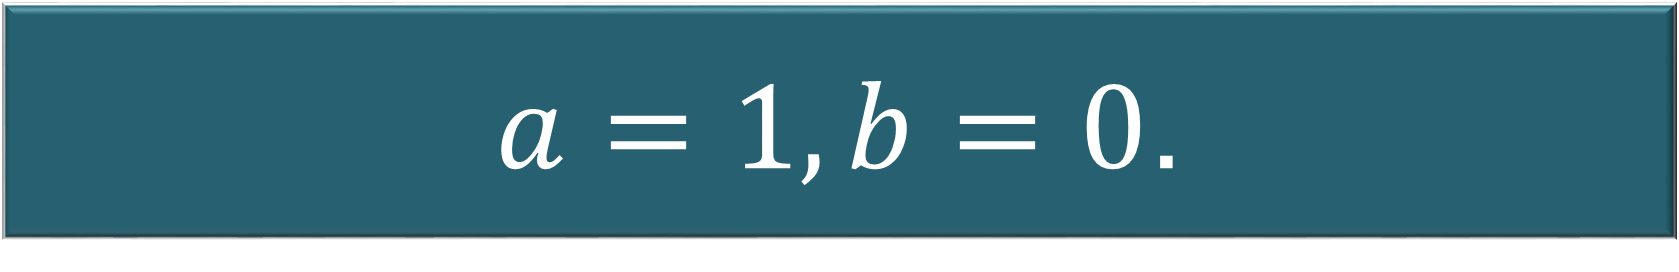 a = 1, b = 0.